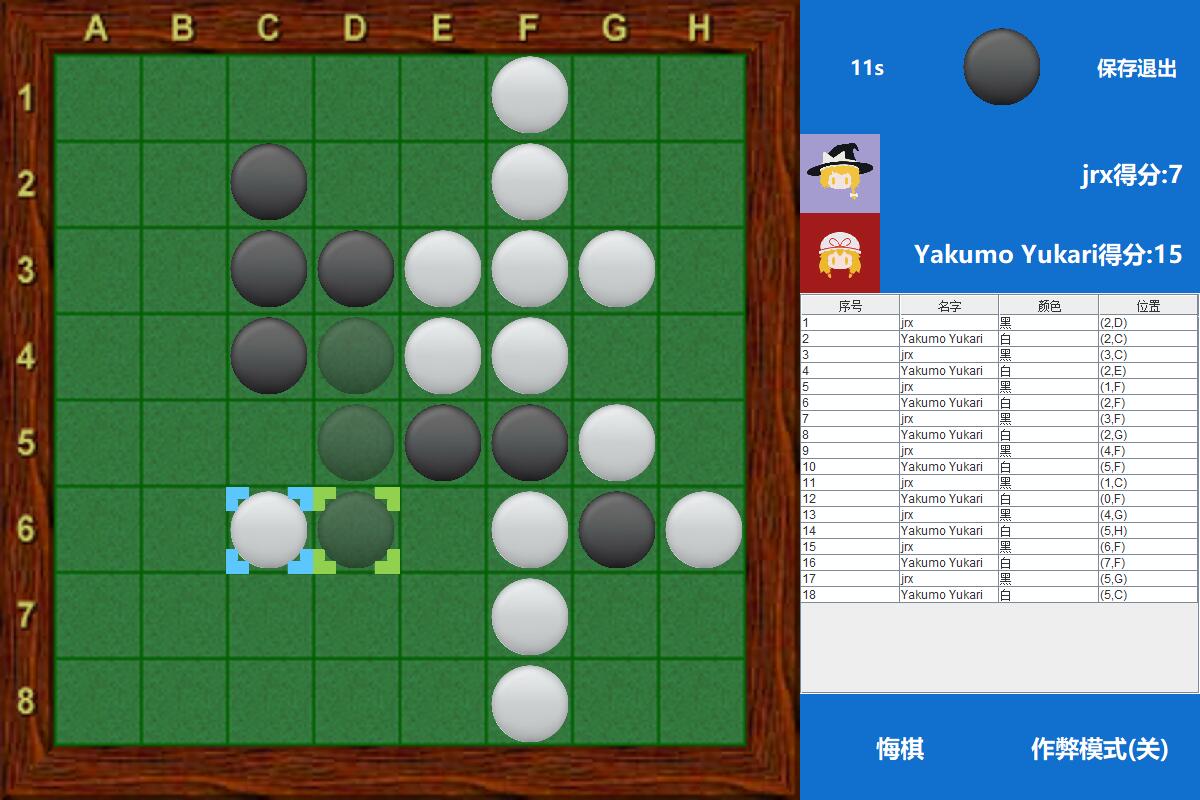 A B C D E F G H
1
2
3
4
5
6
7
8
11s
保存退出
jrx得分:7
Yakumo Yukari得分:15
序号 名字 颜色 位置
1 jrx 黑 (2,D)
2 Yakumo Yukari 白 (2,C)
3 jrx 黑 (3,C)
4 Yakumo Yukari 白 (2,E)
5 jrx 黑 (1,F)
6 Yakumo Yukari 白 (2,F)
7 jrx 黑 (3,F)
8 Yakumo Yukari 白 (2,G)
9 jrx 黑 (4,F)
10 Yakumo Yukari 白 (5,F)
11 jrx 黑 (1,C)
12 Yakumo Yukari 白 (0,F)
13 jrx 黑 (4,G)
14 Yakumo Yukari 白 (5,H)
15 jrx 黑 (6,F)
16 Yakumo Yukari 白 (7,F)
17 jrx 黑 (5,G)
18 Yakumo Yukari 白 (5,C)
悔棋
作弊模式(关)